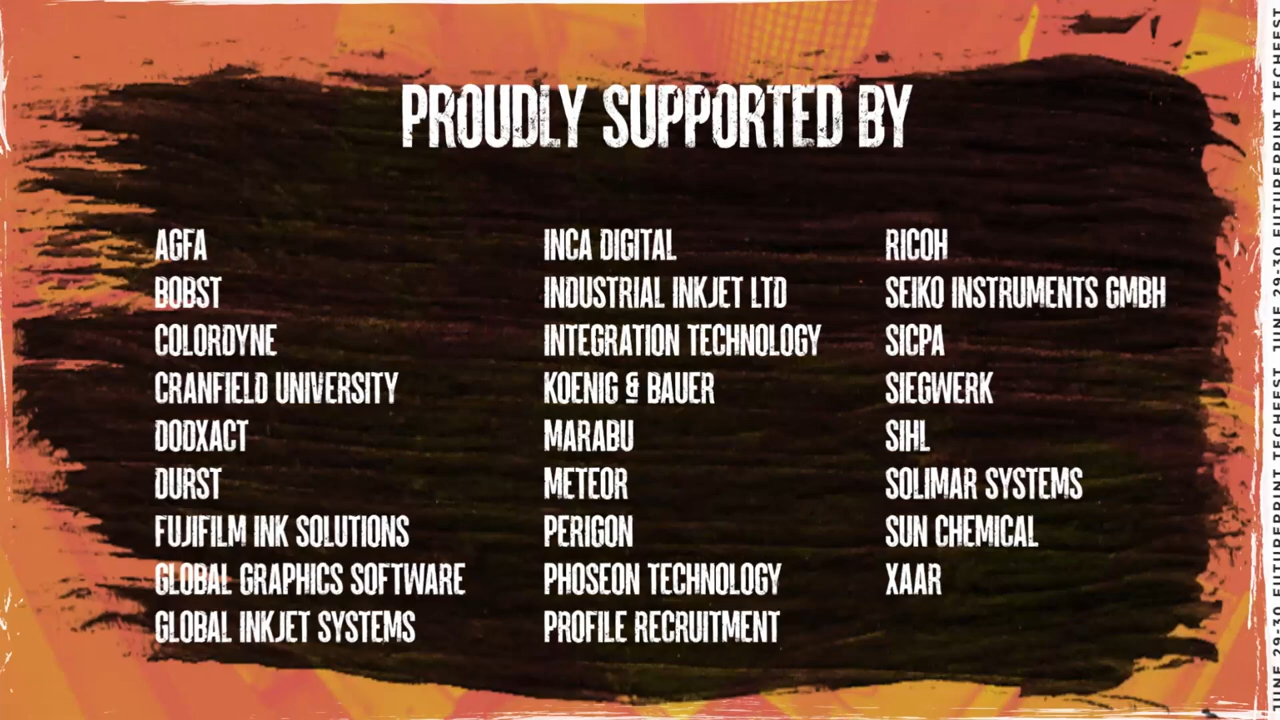 PROUDLY SUPPORTED BY
AGFA
BOBST
COLORDYNE
CRANFIELD UNIVERSITY
DODXACT
DURST
FUJIFILM INK SOLUTIONS
GLOBAL GRAPHICS SOFTWARE
GLOBAL INKJET SYSTEMS
INCA DIGITAL
INDUSTRIAL INKJET LTD
INTEGRATION TECHNOLOGY
KOENIG & BAUER
MARABU
METEOR
PERIGON
PHOSEON TECHNOLOGY
PROFILE RECRUITMENT
RICOH
SEIKO INSTRUMENTS GMBH
SICPA
SIEGWERK
SIHL
SOLIMAR SYSTEMS
SUN CHEMICAL
XAAR
JUNE 29-30 FUTUREPRINT TECHFEST JUNE 29-30 FUTUREPRINT TECHFEST